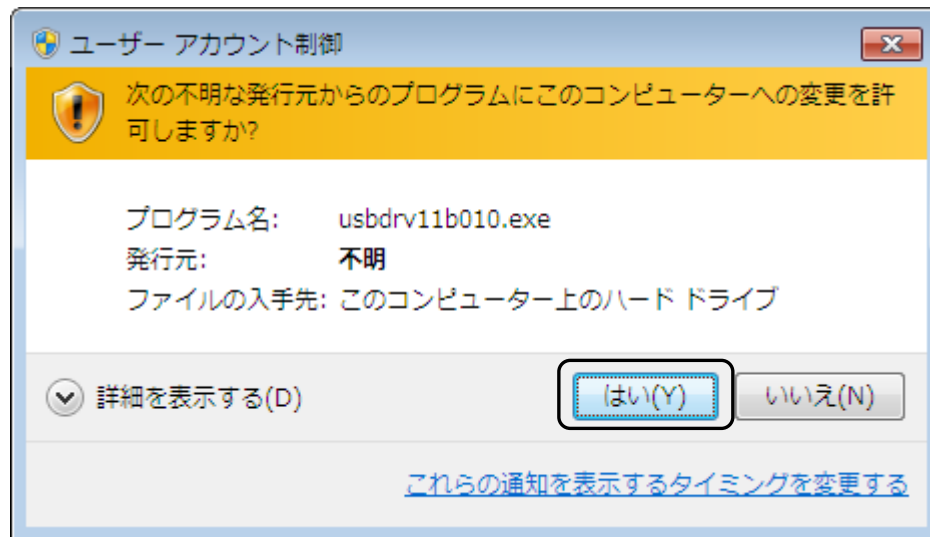 ユーザー アカウント制御
次の不明な発行元からのプログラムにこのコンピューターへの変更を許
可しますか?
プログラム名: usbdrv11b010.exe
発行元: 不明
ファイルの入手先: このコンピューター上のハード ドライブ
詳細を表示する(D) はい(Y) いいえ(N)
これらの通知を表示するタイミングを変更する